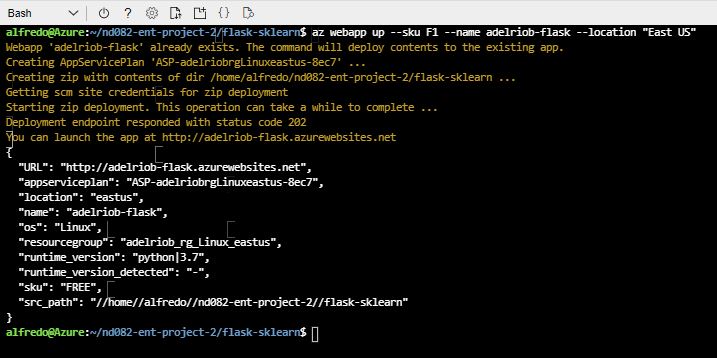 Bash
alfredo@Azure:~/nd082-ent-project-2/flask-sklearn$ az webapp up --sku F1 --name adelriob-flask --location "East US"
Webapp 'adelriob-flask' already exists. The command will deploy contents to the existing app.
Creating AppServicePlan 'ASP-adelriobrgLinuxeastus-8ec7' ...
Creating zip with contents of dir /home/alfredo/nd082-ent-project-2/flask-sklearn ...
Getting scm site credentials for zip deployment
Starting zip deployment. This operation can take a while to complete ...
Deployment endpoint responded with status code 202
You can launch the app at http://adelriob-flask.azurewebsites.net
{
  "URL": "http://adelriob-flask.azurewebsites.net",
  "appserviceplan": "ASP-adelriobrgLinuxeastus-8ec7",
  "location": "eastus",
  "name": "adelriob-flask",
  "os": "Linux",
  "resourcegroup": "adelriob_rg_Linux_eastus",
  "runtime_version": "python|3.7",
  "runtime_version_detected": "-",
  "sku": "FREE",
  "src_path": "//home//alfredo//nd082-ent-project-2//flask-sklearn"
}
alfredo@Azure:~/nd082-ent-project-2/flask-sklearn$